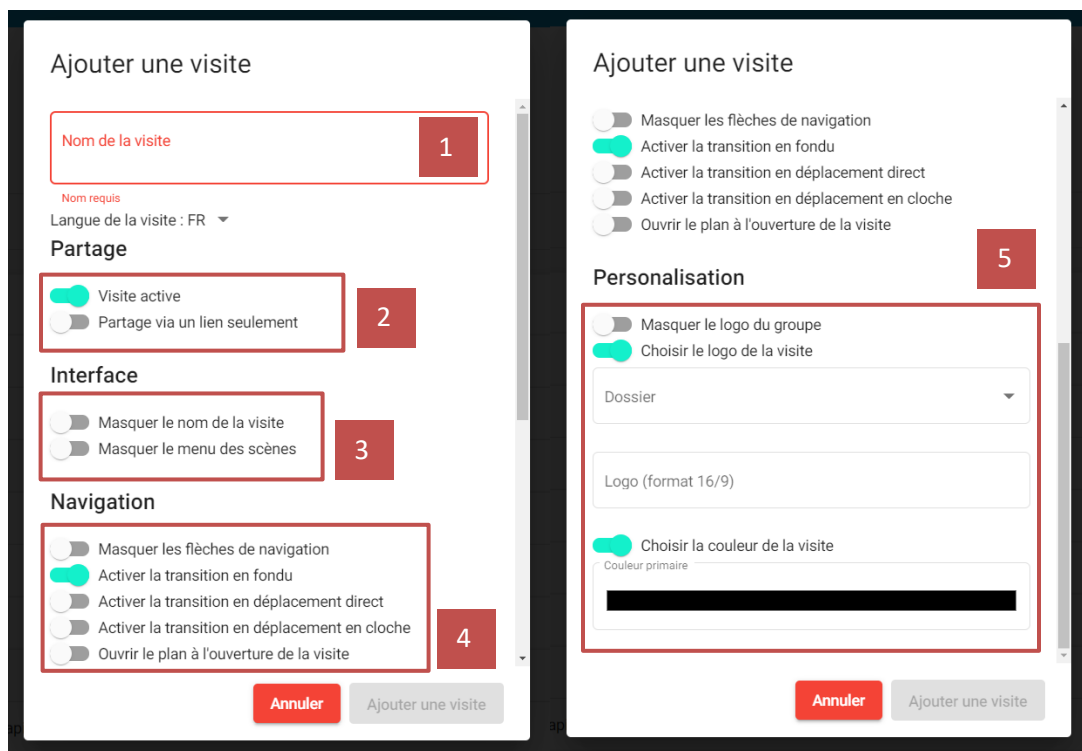 Ajouter une visite
Nom de la visite
1
Nom requis
Langue de la visite : FR
Partage
Visite active
Partage via un lien seulement
2
Interface
Masquer le nom de la visite
Masquer le menu des scènes
3
Navigation
Masquer les flèches de navigation
Activer la transition en fondu
Activer la transition en déplacement direct
Activer la transition en déplacement en cloche
Ouvrir le plan à l'ouverture de la visite
4
Annuler
Ajouter une visite
Ajouter une visite
Masquer les flèches de navigation
Activer la transition en fondu
Activer la transition en déplacement direct
Activer la transition en déplacement en cloche
Ouvrir le plan à l'ouverture de la visite
5
Personalisation
Masquer le logo du groupe
Choisir le logo de la visite
Dossier
Logo (format 16/9)
Choisir la couleur de la visite
Couleur primaire
Annuler
Ajouter une visite